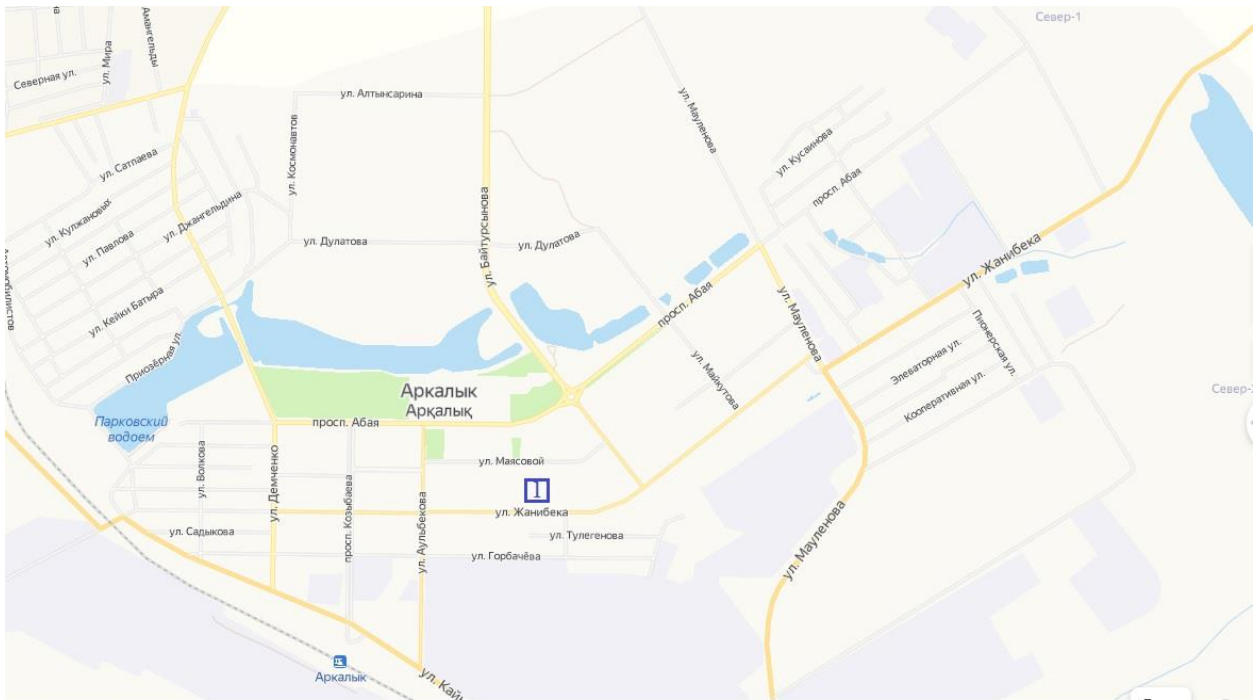 Север-1
ул. Мира
Амангельды
Северная ул.
ул. Алтынсарина
ул. Мауленова
ул. Кусаинова
ул. Сатпаева
ул. Космонавтов
просп. Абая
ул. Джангельдина
ул. Кулжановых
ул. Павлова
ул. Дулатова
ул. Дулатова
ул. Байтурсынова
ул. Жанибека
просп. Абая
ул. Кейки Батыра
ул. Мауленова
Приозёрная ул.
Пионерская ул.
Элеваторная ул.
ул. Майкутова
Аркалык
Арқалық
Кооперативная ул.
Парковский
водоем
просп. Абая
ул. Волкова
ул. Демченко
ул. Маясовой
просп. Козыбаева
ул. Аульбекова
1
ул. Жанибека
ул. Садыкова
ул. Тулегенова
ул. Горбачёва
ул. Мауленова
Аркалык